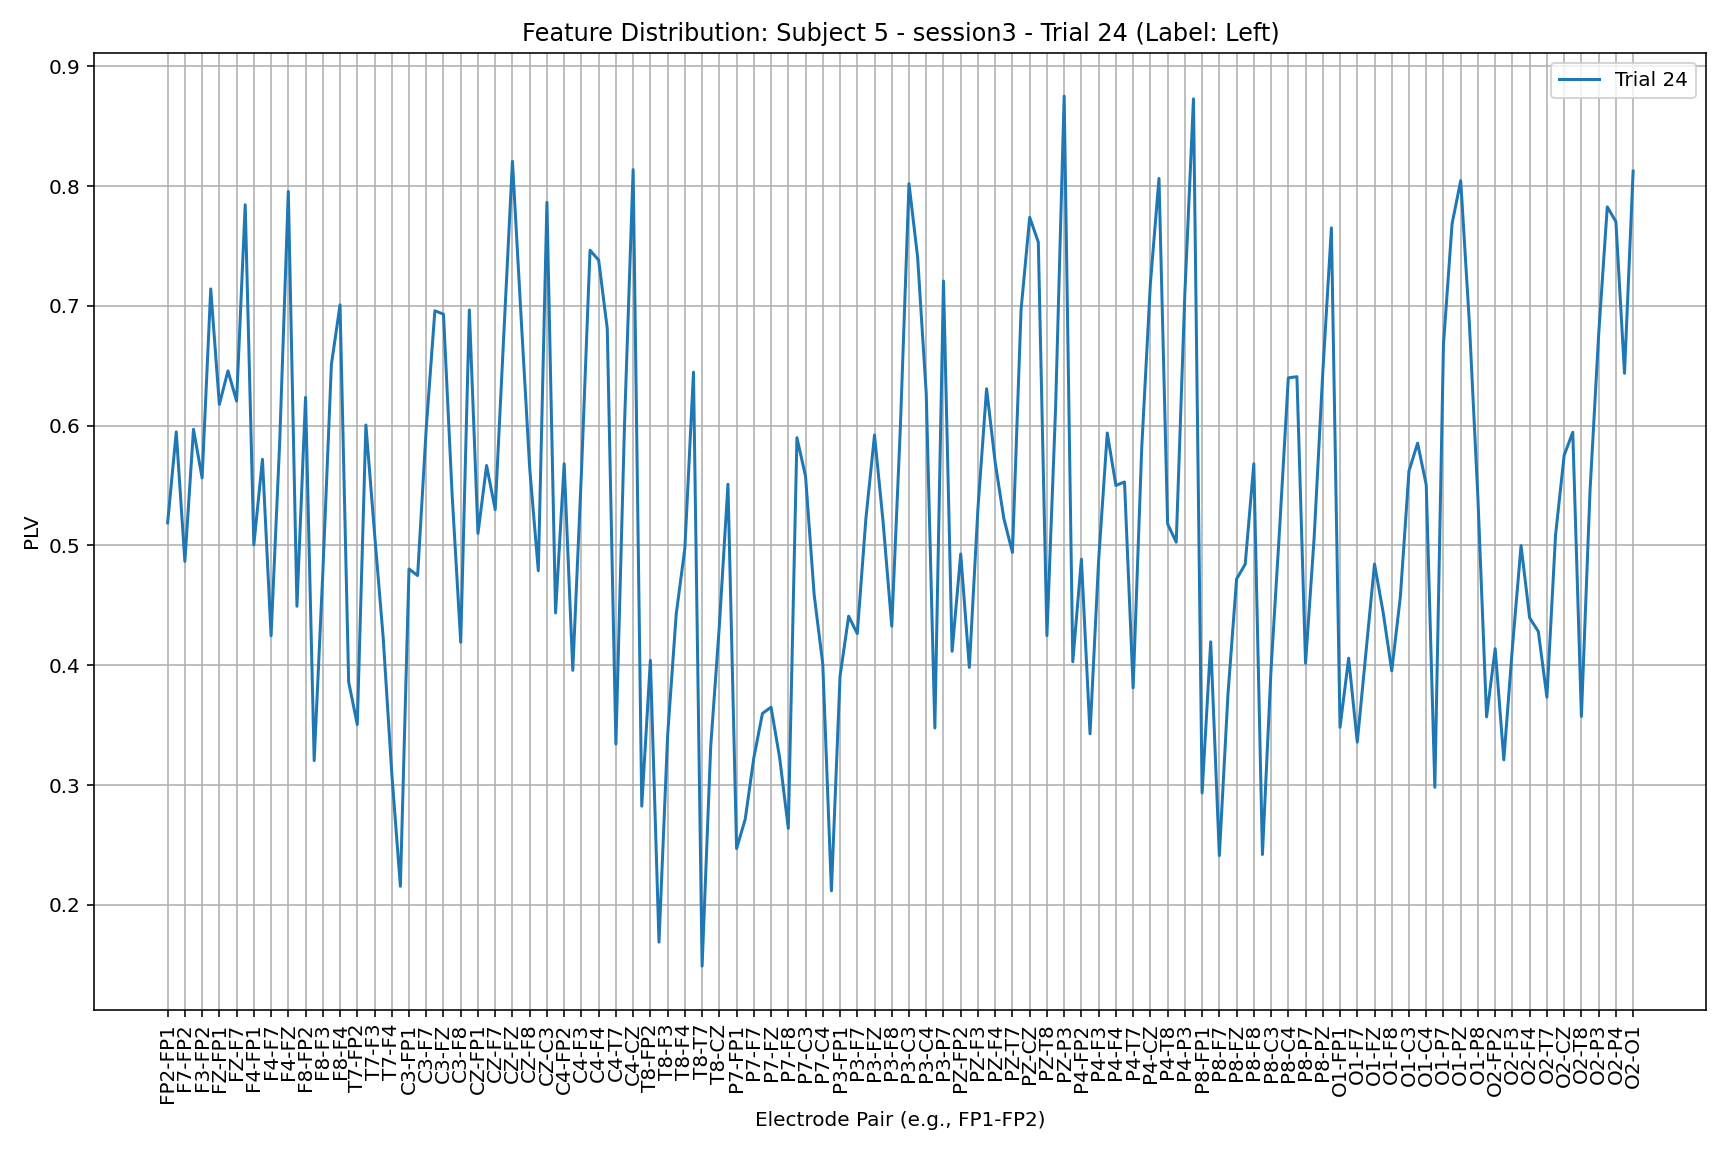 Feature Distribution: Subject 5 - session3 - Trial 24 (Label: Left)
Trial 24
0.9
0.8
0.7
0.6
0.5
0.4
0.3
0.2
PLV
FP2-FP1
F7-FP2
F3-FP2
FZ-FP1
FZ-F7
F4-FP1
F4-F7
F4-FZ
F8-FP2
F8-F3
F8-F4
T7-FP2
T7-F3
T7-F4
C3-FP1
C3-F7
C3-FZ
C3-F8
CZ-FP1
CZ-F7
CZ-FZ
CZ-F8
CZ-C3
C4-FP2
C4-F3
C4-F4
C4-T7
C4-CZ
T8-FP2
T8-F3
T8-F4
T8-T7
T8-CZ
P7-FP1
P7-F7
P7-FZ
P7-F8
P7-C3
P7-C4
P3-FP1
P3-F7
P3-FZ
P3-F8
P3-C3
P3-C4
P3-P7
PZ-FP2
PZ-F3
PZ-F4
PZ-T7
PZ-CZ
PZ-T8
PZ-P3
P4-FP2
P4-F3
P4-F4
P4-T7
P4-CZ
P4-T8
P4-P3
P8-FP1
P8-F7
P8-FZ
P8-F8
P8-C3
P8-C4
P8-P7
P8-PZ
O1-FP1
O1-F7
O1-FZ
O1-F8
O1-C3
O1-C4
O1-P7
O1-PZ
O1-P8
O2-FP2
O2-F3
O2-F4
O2-T7
O2-CZ
O2-T8
O2-P3
O2-P4
O2-O1
Electrode Pair (e.g., FP1-FP2)